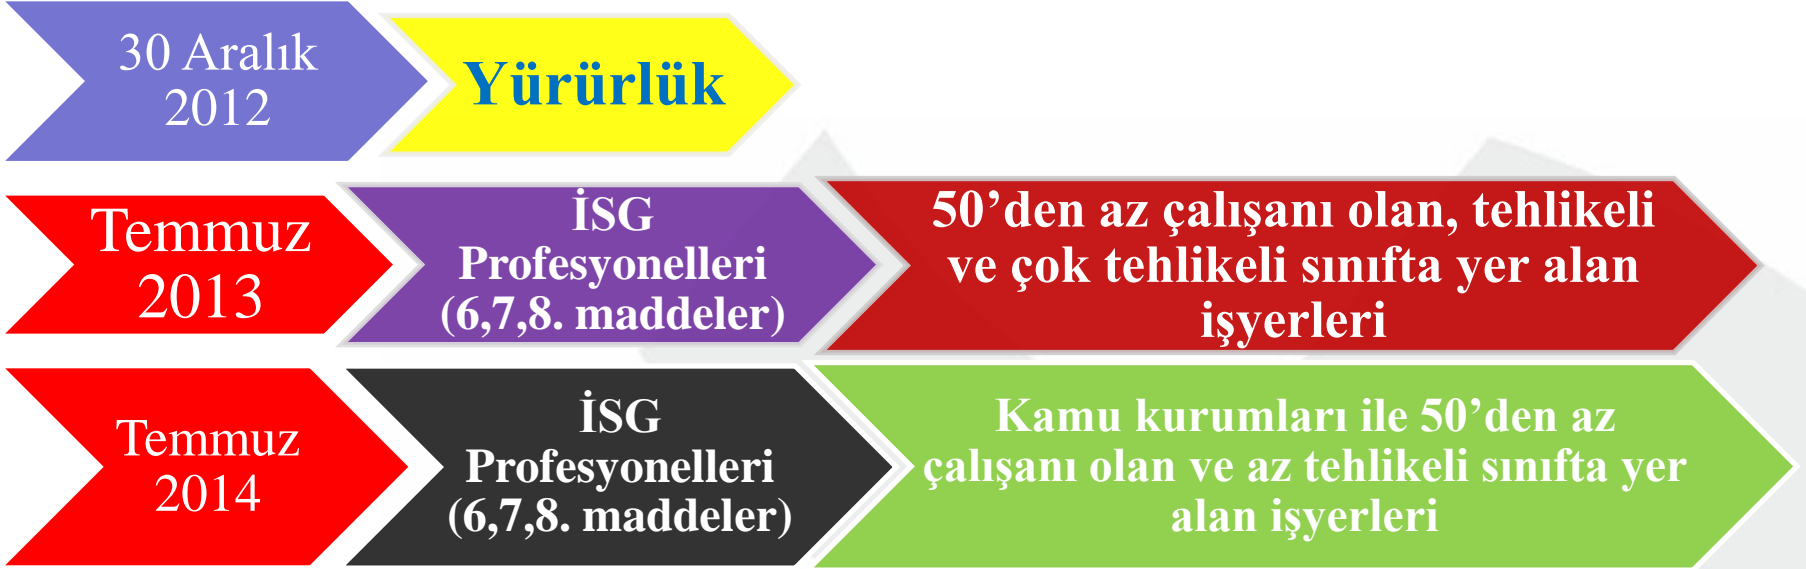 30 Aralık
2012
Yürürlük
Temmuz
2013
İSG
Profesyonelleri
(6,7,8. maddeler)
50’den az çalışanı olan, tehlikeli
ve çok tehlikeli sınıfta yer alan
işyerleri
Temmuz
2014
İSG
Profesyonelleri
(6,7,8. maddeler)
Kamu kurumları ile 50’den az
çalışanı olan ve az tehlikeli sınıfta yer
alan işyerleri